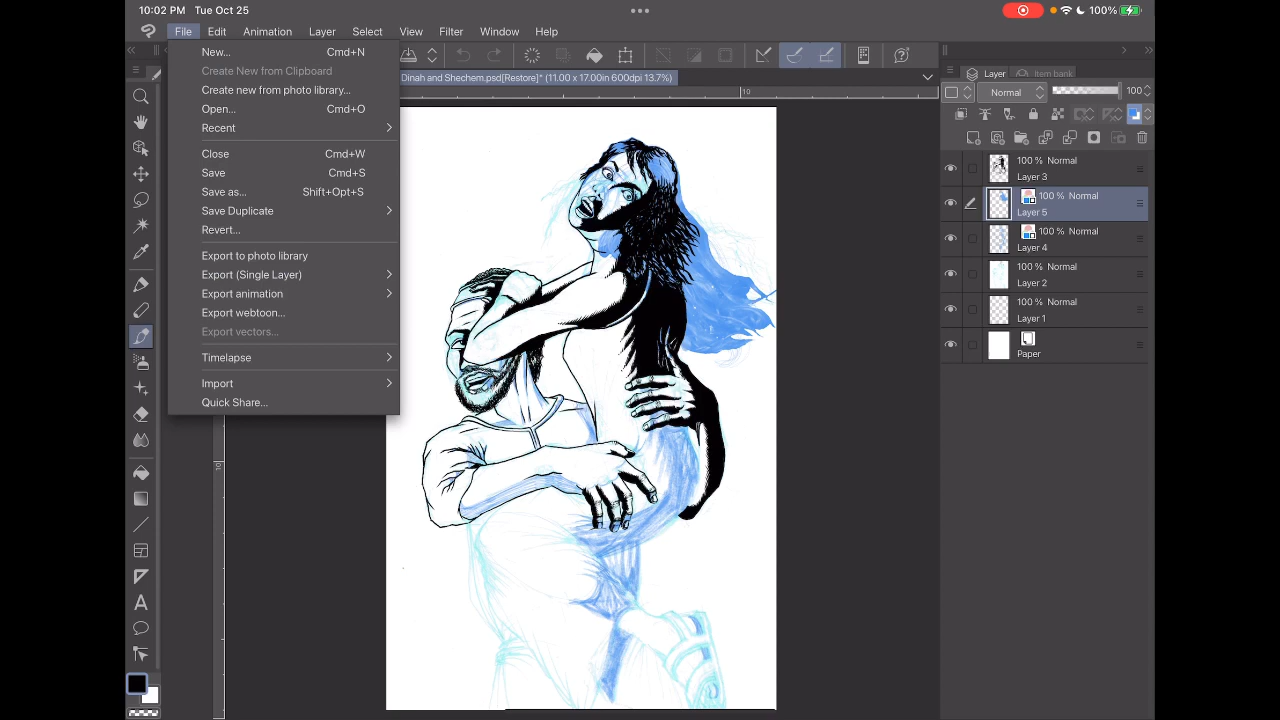 10:02 PM Tue Oct 25
100%
File Edit Animation Layer Select View Filter Window Help
New... Cmd+N
Create New from Clipboard
Create new from photo library...
Open... Cmd+O
Recent
Close Cmd+W
Save Cmd+S
Save as... Shift+Opt+S
Save Duplicate
Revert...
Export to photo library
Export (Single Layer)
Export animation
Export webtoon...
Export vectors...
Timelapse
Import
Quick Share...
Dinah and Shechem.psd[Restore]* (11.00 x 17.00in 600dpi 13.7%)
10
10
Layer Item bank
Normal 100
100 % Normal
Layer 3
100 % Normal
Layer 5
100 % Normal
Layer 4
100 % Normal
Layer 2
100 % Normal
Layer 1
Paper